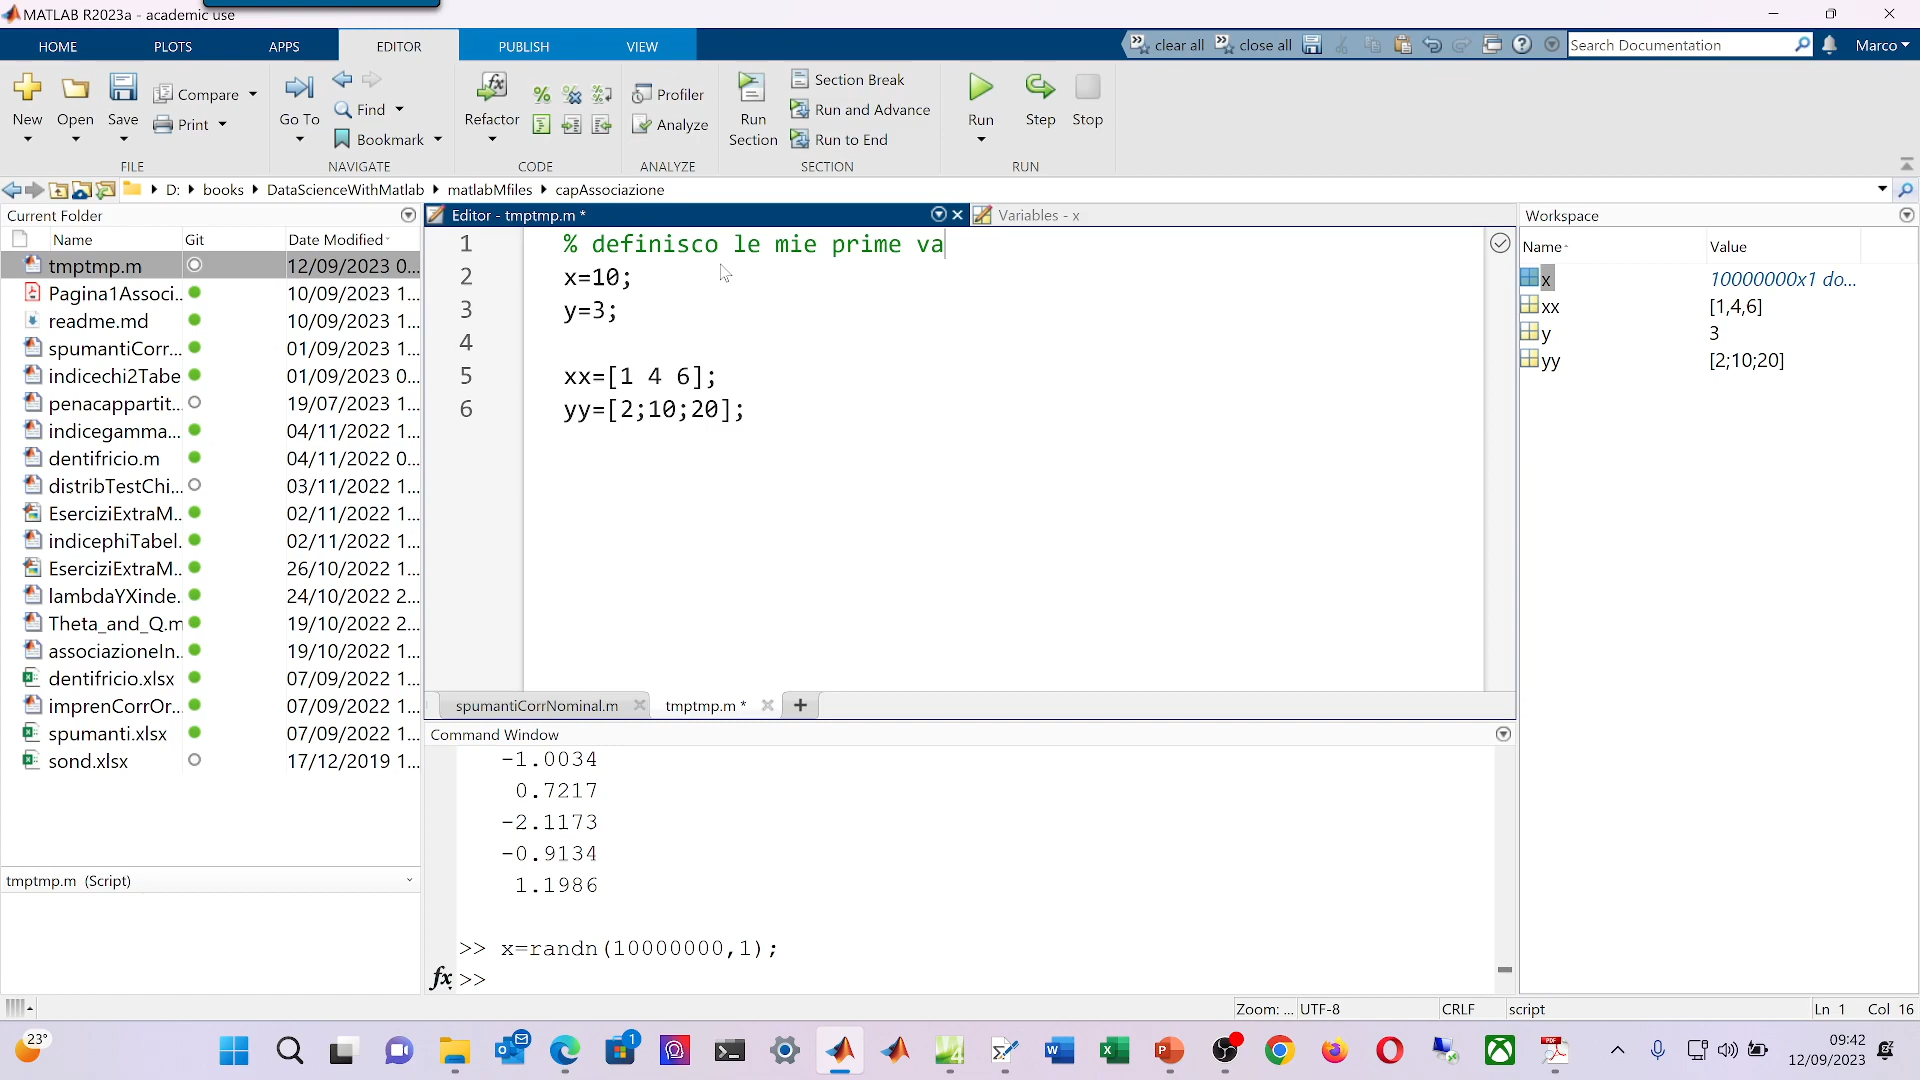 MATLAB R2023a - academic use
HOME PLOTS APPS EDITOR PUBLISH VIEW clear all close all Search Documentation Marco
New Open Save Compare Print Go To Find Bookmark Refactor Profiler Analyze Run Section Section Break Run and Advance Run to End Run Step Stop
FILE NAVIGATE CODE ANALYZE SECTION RUN
D: books DataScienceWithMatlab matlabMfiles capAssociazione
Current Folder
Name Git Date Modified
tmptmp.m 12/09/2023 0...
Pagina1Associ... 10/09/2023 1...
readme.md 10/09/2023 1...
spumantiCorr... 01/09/2023 1...
indicechi2Tabe 01/09/2023 0...
penacappartit... 19/07/2023 1...
indicegamma... 04/11/2022 1...
dentifricio.m 04/11/2022 0...
distribTestChi... 03/11/2022 1...
EserciziExtraM... 02/11/2022 1...
indicephiTabel. 02/11/2022 1...
EserciziExtraM... 26/10/2022 1...
lambdaYXinde. 24/10/2022 2...
Theta_and_Q.m 19/10/2022 2...
associazioneIn... 19/10/2022 1...
dentifricio.xlsx 07/09/2022 1...
imprenCorrOr... 07/09/2022 1...
spumanti.xlsx 07/09/2022 1...
sond.xlsx 17/12/2019 1...
tmptmp.m (Script)
Editor - tmptmp.m *
Variables - x
1 % definisco le mie prime va
2 x=10;
3 y=3;
4
5 xx=[1 4 6];
6 yy=[2;10;20];
spumantiCorrNominal.m tmptmp.m * +
Command Window
-1.0034
0.7217
-2.1173
-0.9134
1.1986
>> x=randn(10000000,1);
fx >>
Workspace
Name Value
x 10000000x1 do...
xx [1,4,6]
y 3
yy [2;10;20]
Zoom: ... UTF-8 CRLF script Ln 1 Col 16
23° 1 09:42
12/09/2023